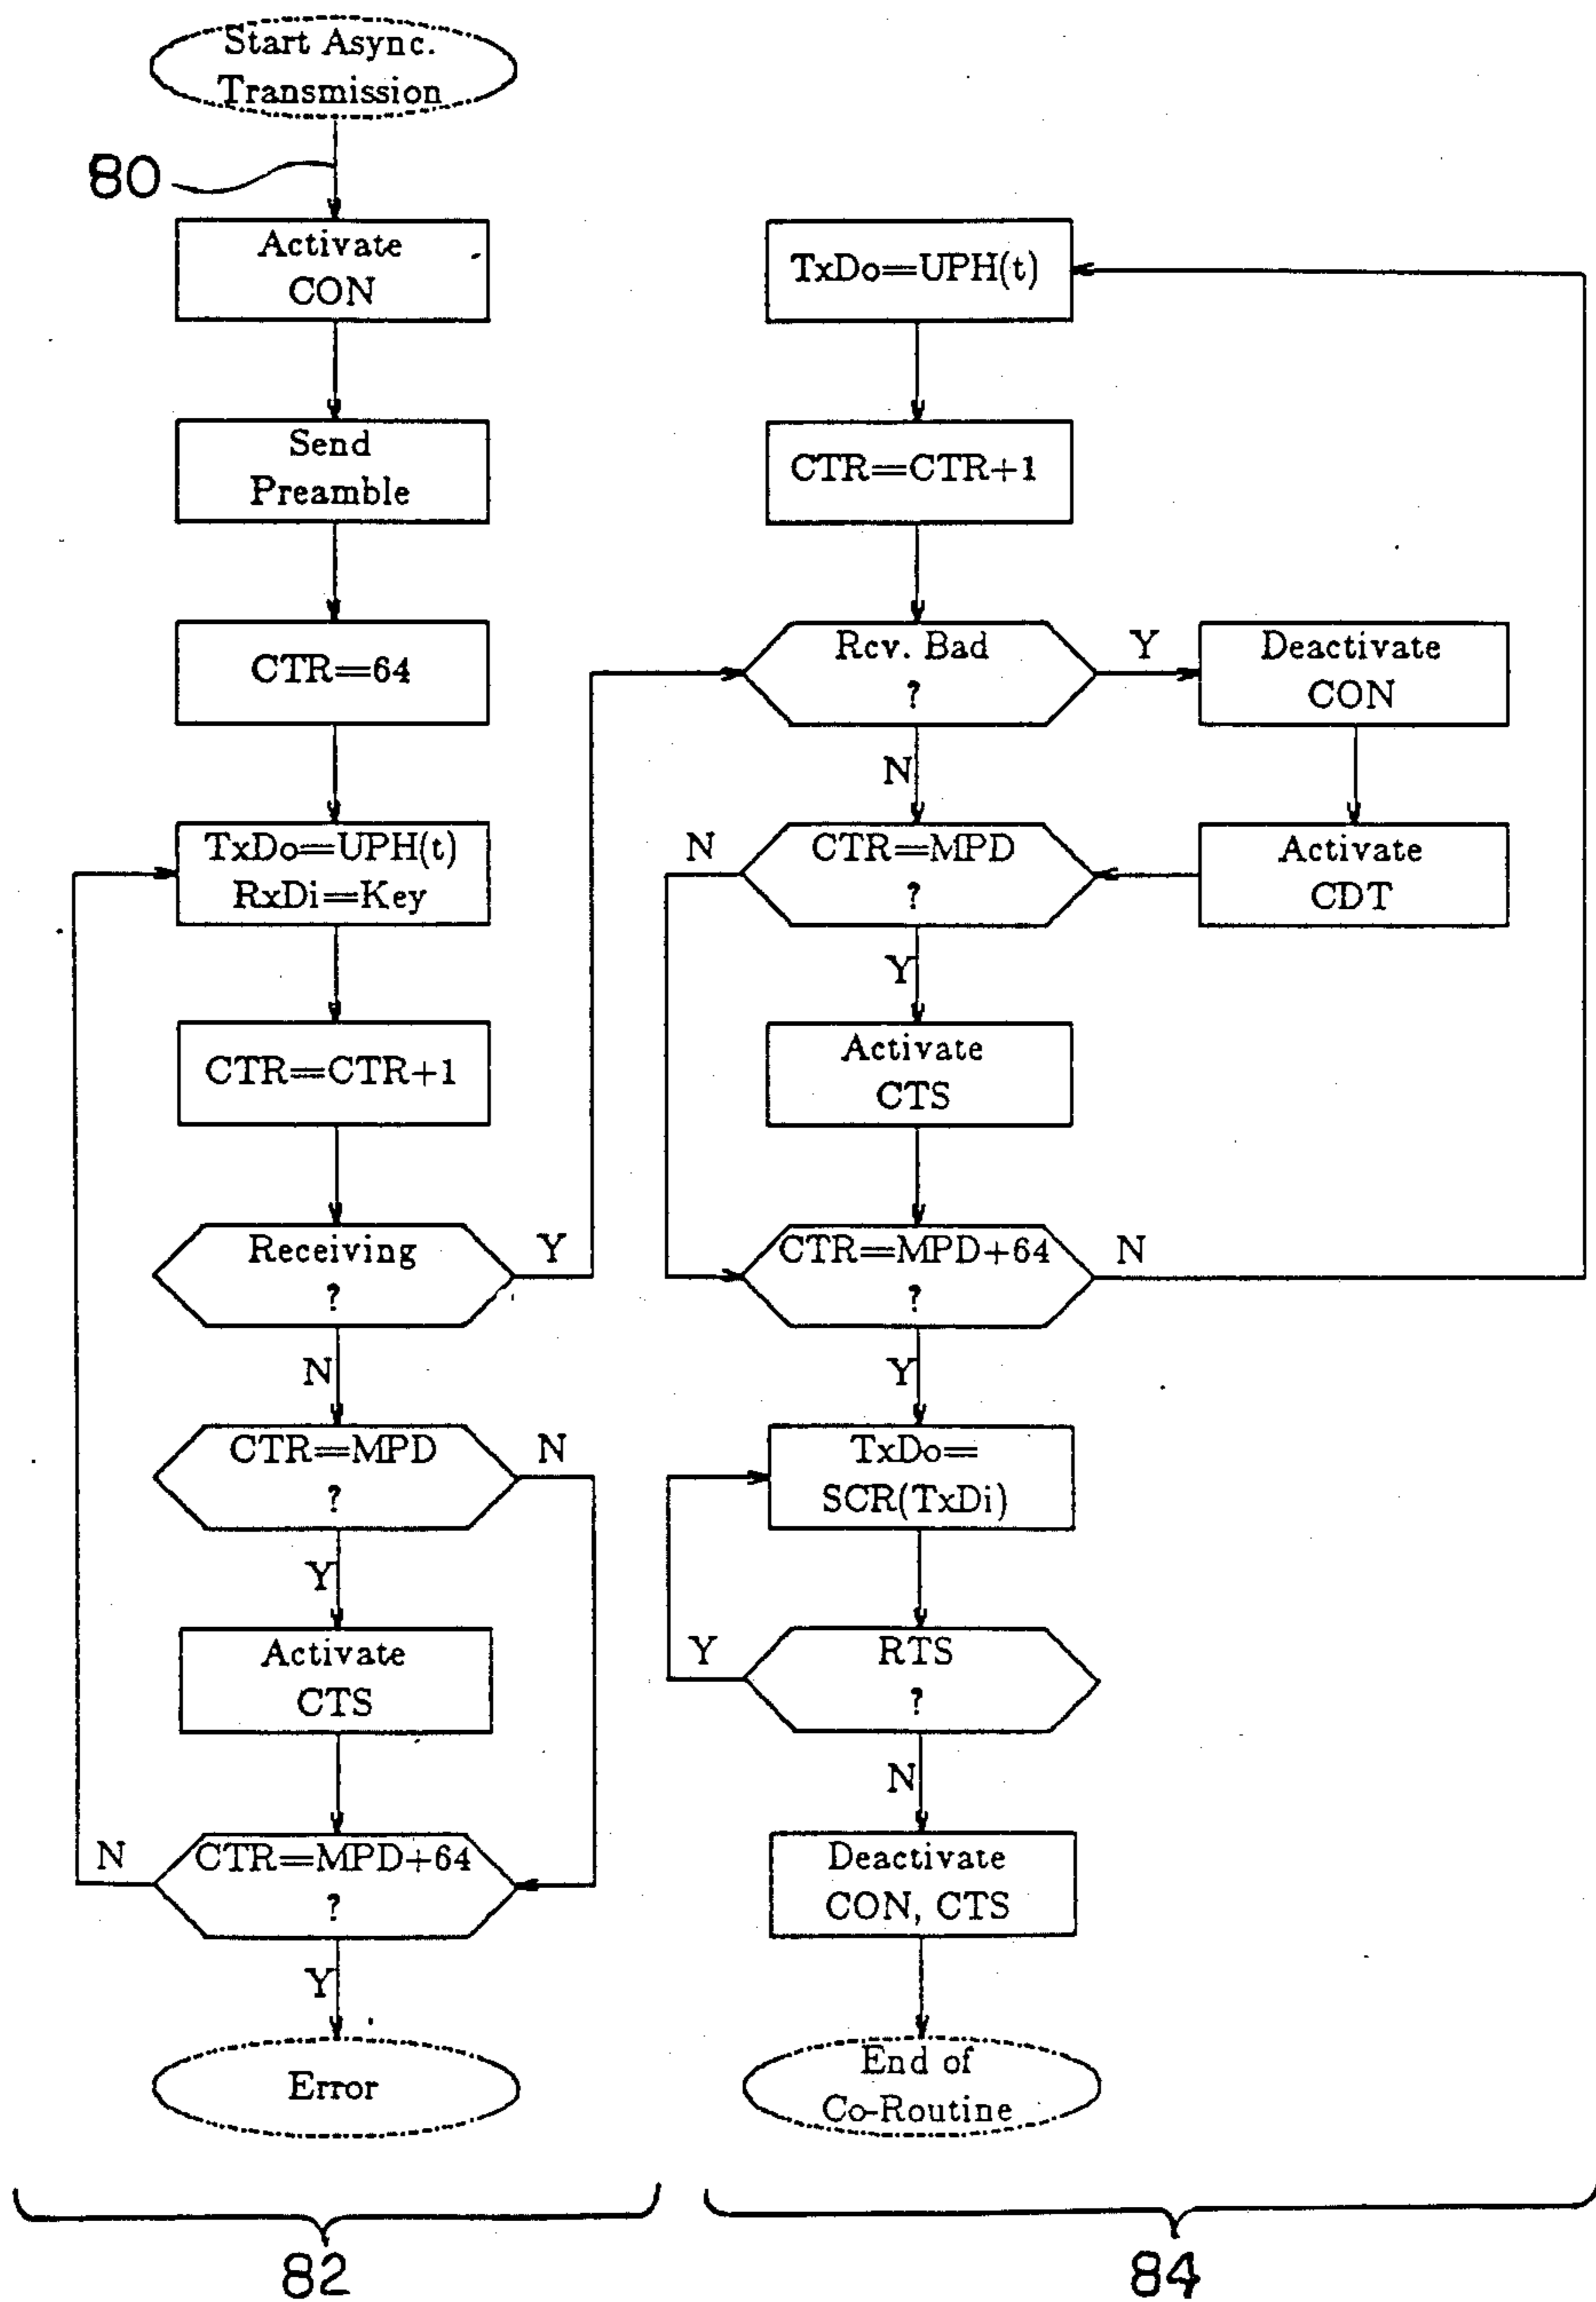 Start Async.
Transmission
80
Activate
CON
Send
Preamble
CTR=64
TxDo=UPH(t)
RxDi=Key
CTR=CTR+1
Receiving
?
Y
N
CTR=MPD
?
N
Y
Activate
CTS
CTR=MPD+64
?
N
Y
Error
82
TxDo=UPH(t)
CTR=CTR+1
Rcv. Bad
?
Y
Deactivate
CON
N
CTR=MPD
?
N
Activate
CDT
Y
Activate
CTS
CTR=MPD+64
?
N
Y
TxDo=
SCR(TxDi)
RTS
?
Y
N
Deactivate
CON, CTS
End of
Co-Routine
84